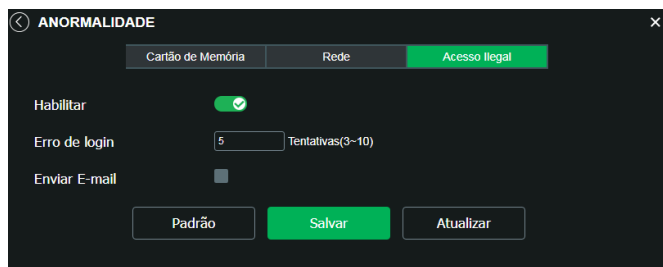 ANORMALIDADE
Cartão de Memória Rede Acesso Ilegal
Habilitar
Erro de login 5 Tentativas(3~10)
Enviar E-mail
Padrão Salvar Atualizar